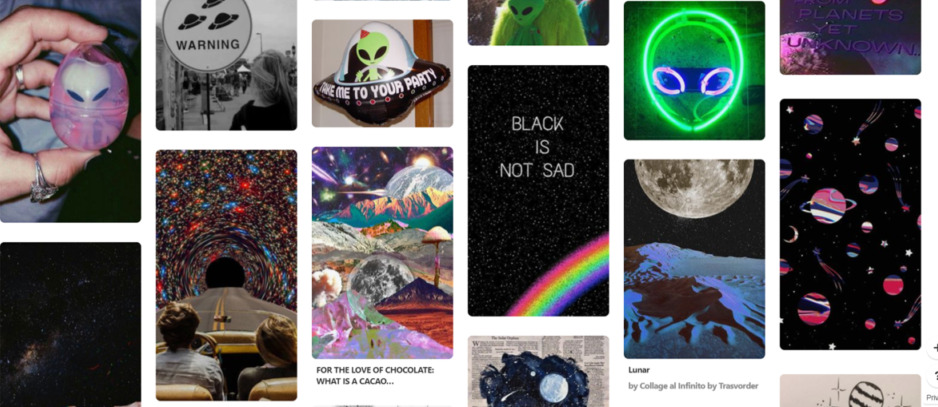 WARNING
TAKE ME TO YOUR PARTY
FOR THE LOVE OF CHOCOLATE:
WHAT IS A CACAO...
BLACK
IS
NOT SAD
Lunar
by Collage al Infinito by Trasvorder
FROM
PLANETS
YET
UNKNOWN
?
Priv